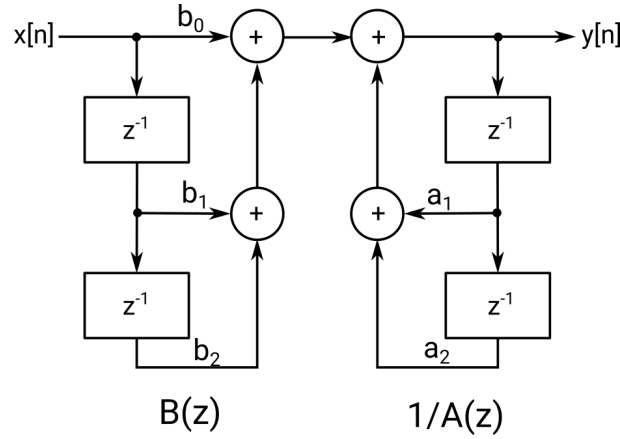 x[n] b₀ + + y[n]
z⁻¹ z⁻¹
b₁ + + a₁
z⁻¹ z⁻¹
b₂ a₂
B(z) 1/A(z)